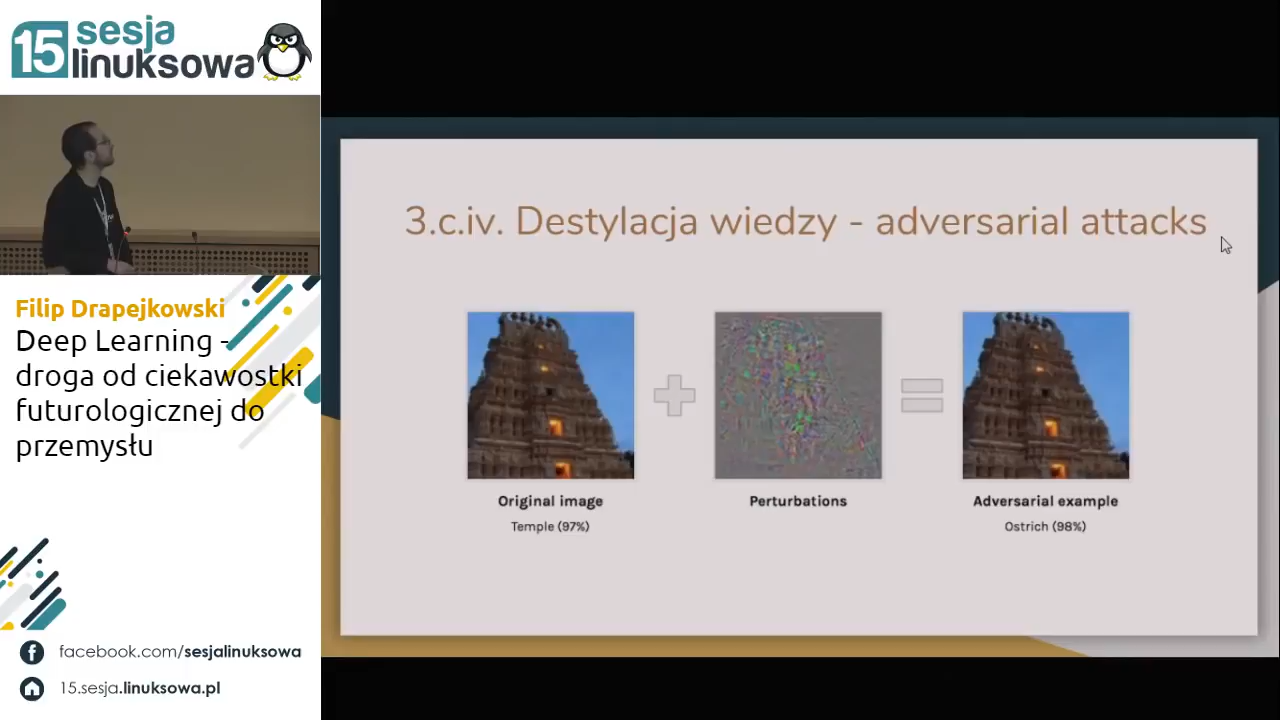 15 sesja
linuksowa
Filip Drapejkowski
Deep Learning -
droga od ciekawostki
futurologicznej do
przemysłu
facebook.com/sesjalinuksowa
15.sesja.linuksowa.pl
3.c.iv. Destylacja wiedzy - adversarial attacks
Original image
Temple (97%)
Perturbations
Adversarial example
Ostrich (98%)